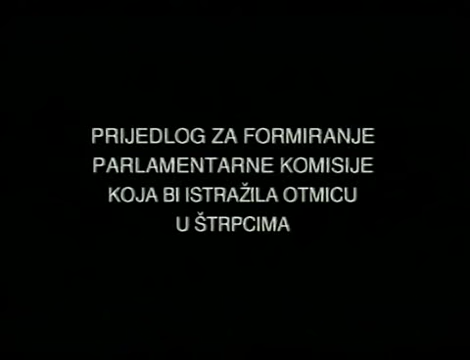 PRIJEDLOG ZA FORMIRANJE
PARLAMENTARNE KOMISIJE
KOJA BI ISTRAŽILA OTMICU
U ŠTRPCIMA